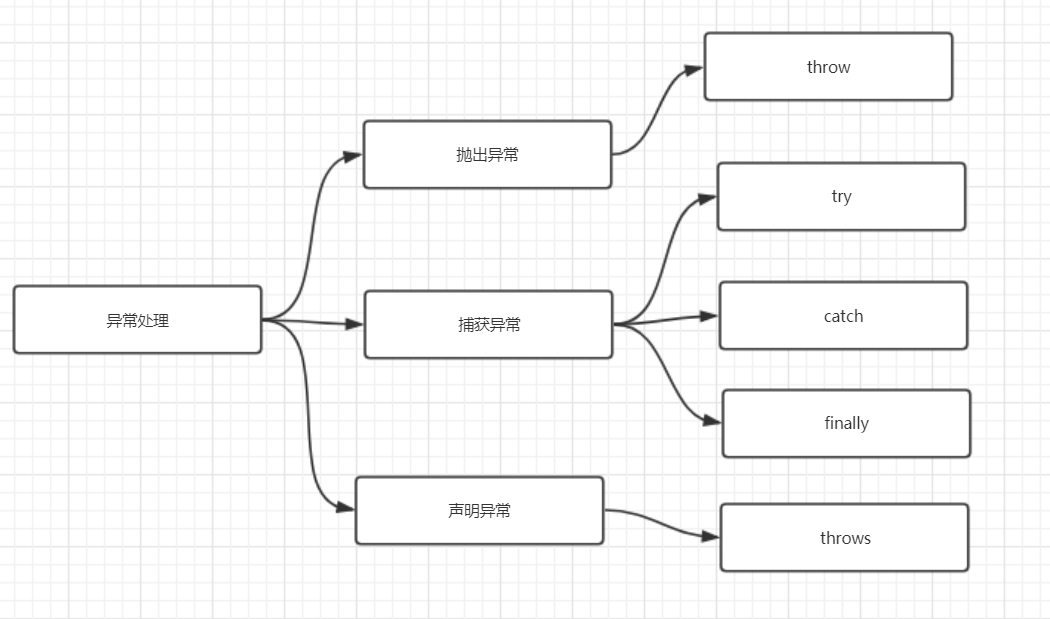 异常处理
抛出异常
throw
捕获异常
try
catch
finally
声明异常
throws